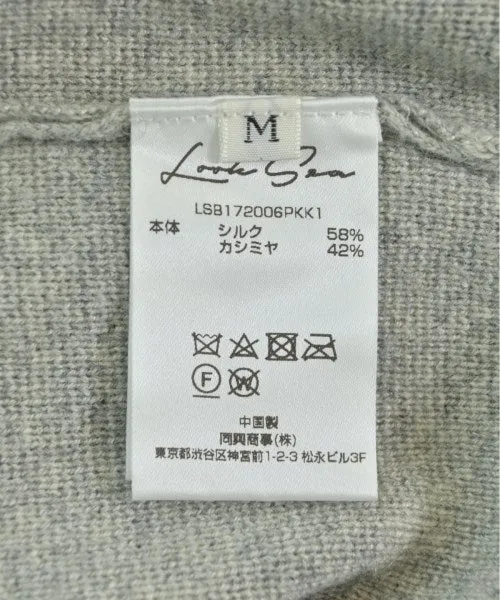 M
Look Sea
LSB172006PKK1
本体 シルク 58%
カシミヤ 42%
F W
中国製
同興商事(株)
東京都渋谷区神宮前1-2-3 松永ビル3F